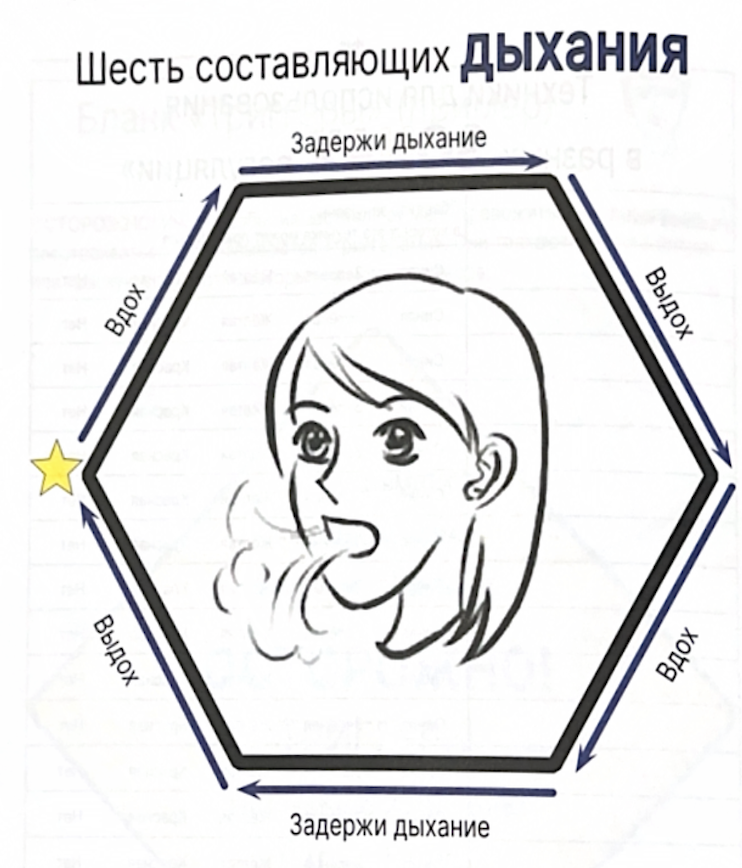 Шесть составляющих дыхания
Задержи дыхание
Вдох
Выдох
Выдох
Вдох
Задержи дыхание